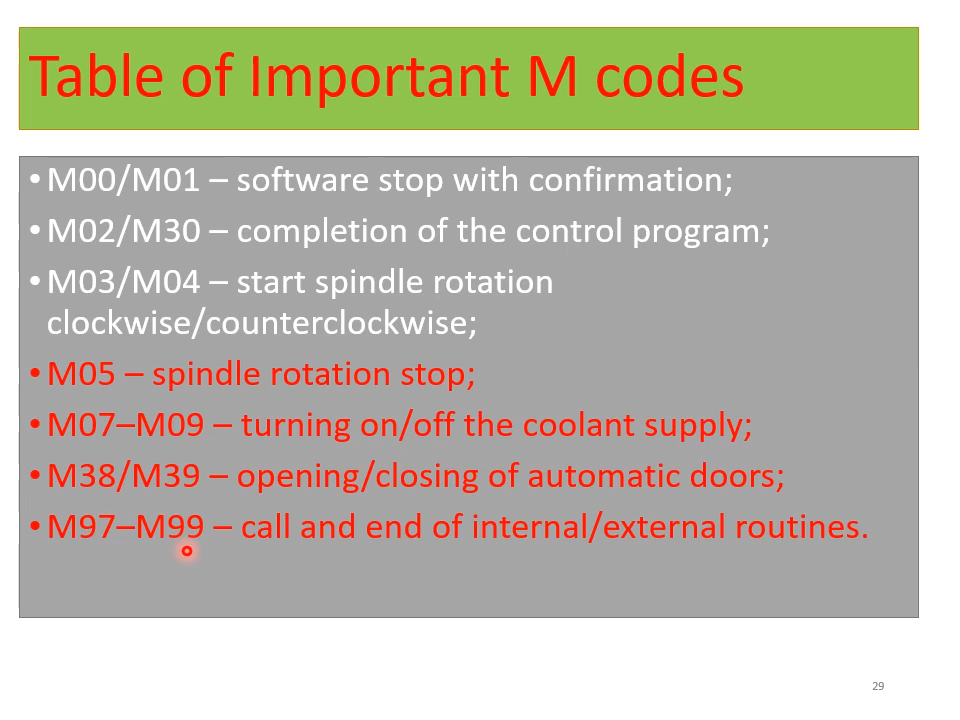 Table of Important M codes
• M00/M01 – software stop with confirmation;
• M02/M30 – completion of the control program;
• M03/M04 – start spindle rotation
clockwise/counterclockwise;
• M05 – spindle rotation stop;
• M07–M09 – turning on/off the coolant supply;
• M38/M39 – opening/closing of automatic doors;
• M97–M99 – call and end of internal/external routines.
29